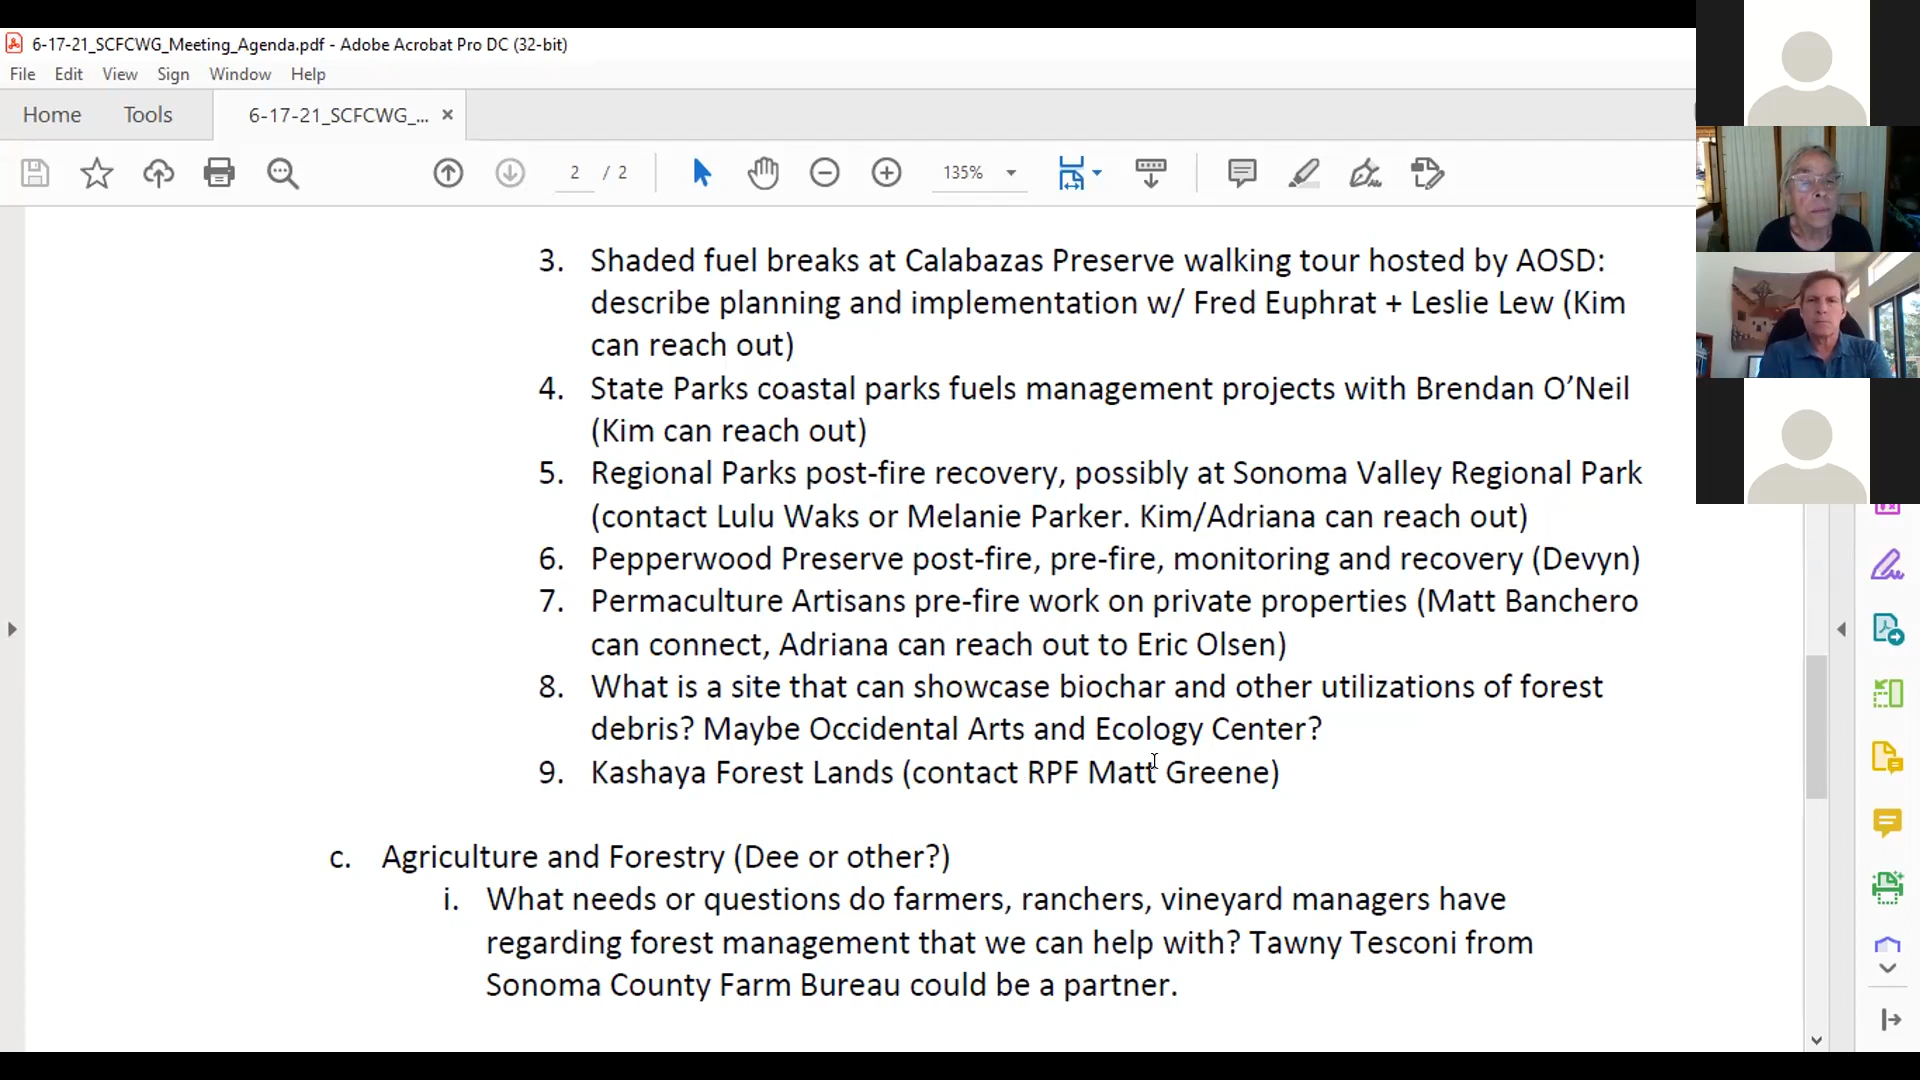 6-17-21_SCFCWG_Meeting_Agenda.pdf - Adobe Acrobat Pro DC (32-bit)
File Edit View Sign Window Help
Home Tools 6-17-21_SCFCWG_... ×
2 / 2 135%
3. Shaded fuel breaks at Calabazas Preserve walking tour hosted by AOSD:
describe planning and implementation w/ Fred Euphrat + Leslie Lew (Kim
can reach out)
4. State Parks coastal parks fuels management projects with Brendan O’Neil
(Kim can reach out)
5. Regional Parks post-fire recovery, possibly at Sonoma Valley Regional Park
(contact Lulu Waks or Melanie Parker. Kim/Adriana can reach out)
6. Pepperwood Preserve post-fire, pre-fire, monitoring and recovery (Devyn)
7. Permaculture Artisans pre-fire work on private properties (Matt Banchero
can connect, Adriana can reach out to Eric Olsen)
8. What is a site that can showcase biochar and other utilizations of forest
debris? Maybe Occidental Arts and Ecology Center?
9. Kashaya Forest Lands (contact RPF Matt Greene)
c. Agriculture and Forestry (Dee or other?)
i. What needs or questions do farmers, ranchers, vineyard managers have
regarding forest management that we can help with? Tawny Tesconi from
Sonoma County Farm Bureau could be a partner.